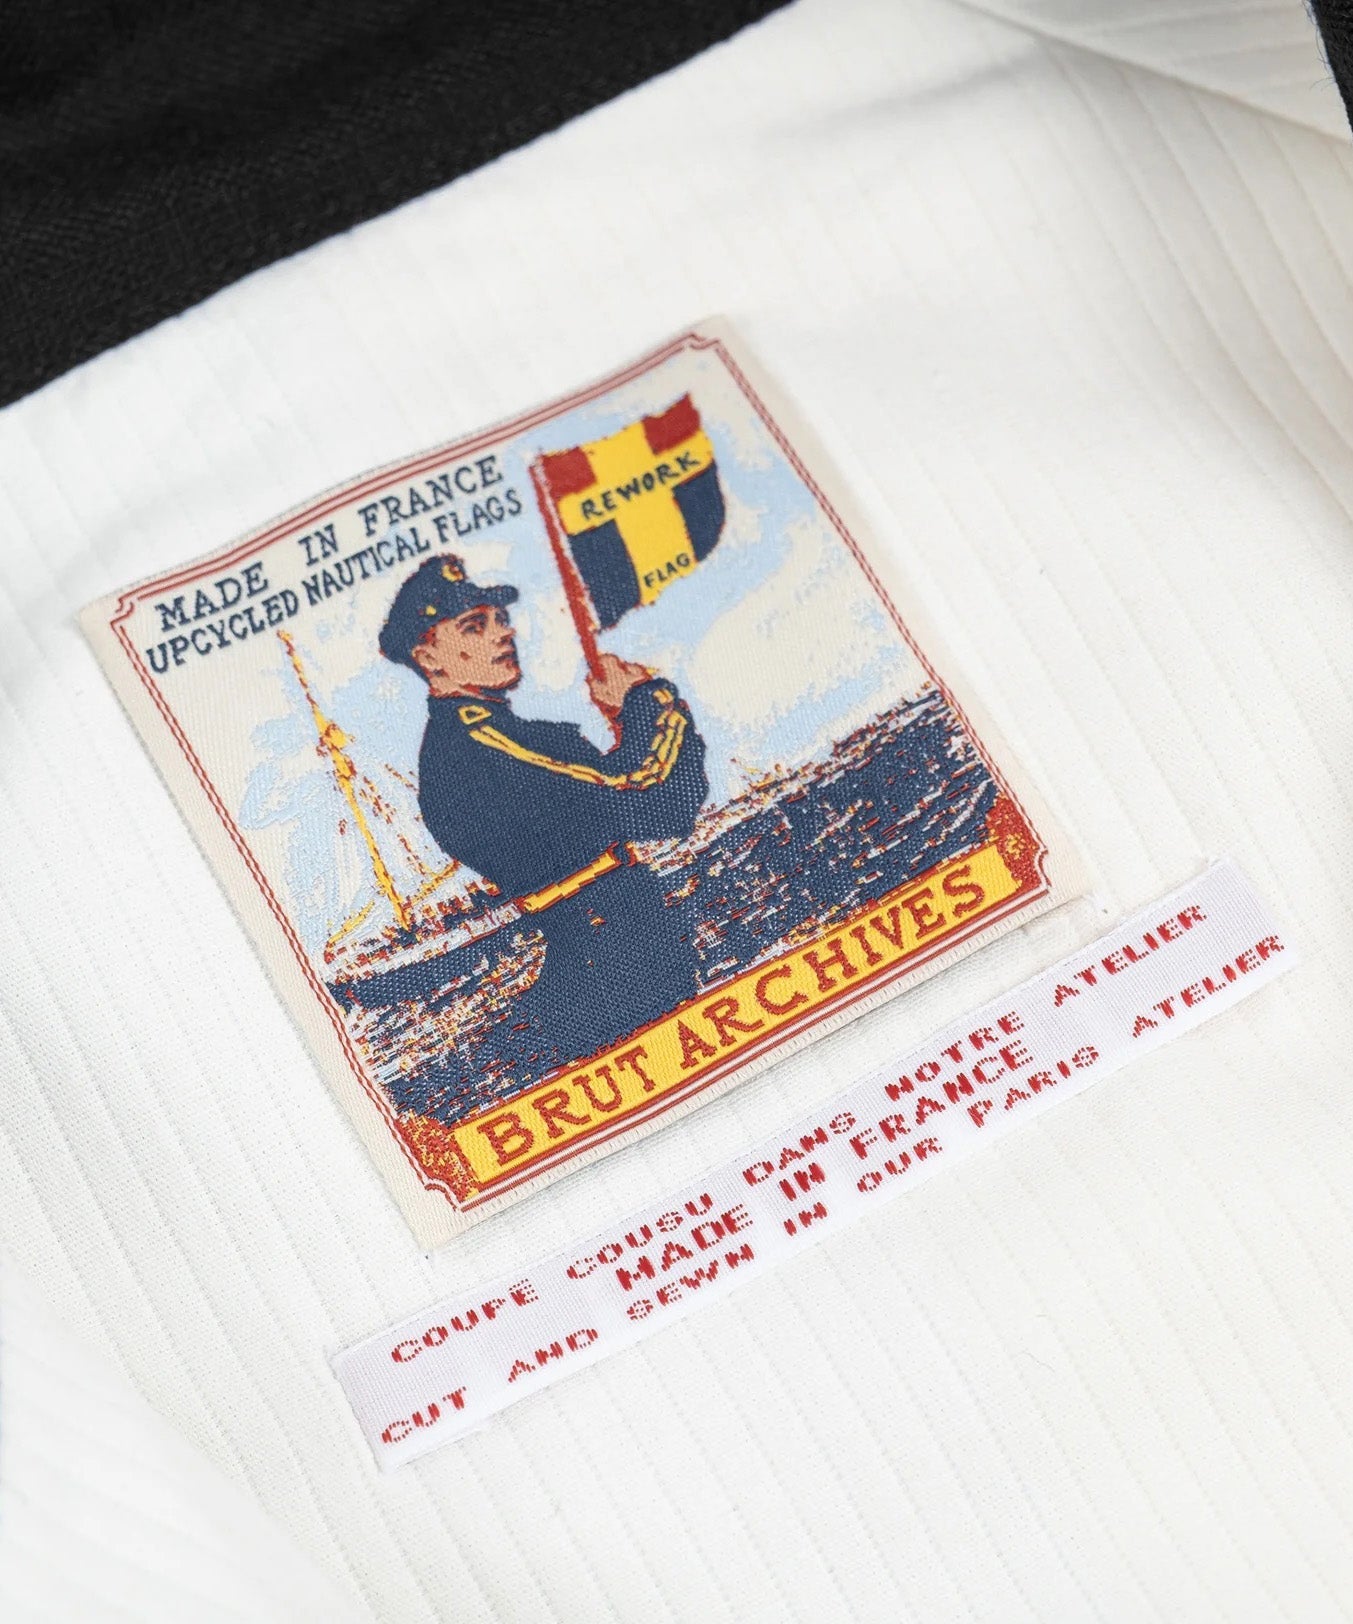 MADE IN FRANCE
UPCYCLED NAUTICAL FLAGS
REWORK
FLAG
BRUT ARCHIVES
COUPE COUSU DANS NOTRE ATELIER
MADE IN FRANCE
CUT AND SEWN IN OUR PARIS ATELIER